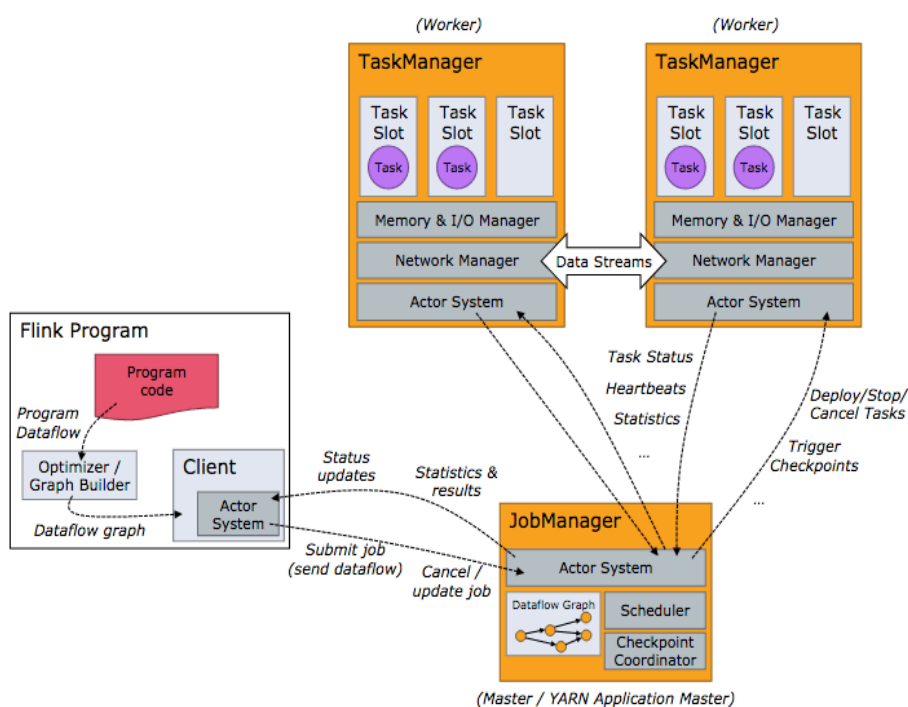 (Worker)
(Worker)
TaskManager
TaskManager
Task
Slot
Task
Slot
Task
Slot
Task
Slot
Task
Slot
Task
Slot
Task
Task
Task
Task
Memory & I/O Manager
Memory & I/O Manager
Network Manager
Data Streams
Network Manager
Actor System
Actor System
Flink Program
Program
code
Program
Dataflow
Optimizer /
Graph Builder
Client
Actor
System
Dataflow graph
Status
updates
Statistics &
results
Submit job
(send dataflow)
Cancel /
update job
Task Status
Heartbeats
Statistics
...
Deploy/Stop/
Cancel Tasks
Trigger
Checkpoints
...
JobManager
Actor System
Dataflow Graph
Scheduler
Checkpoint
Coordinator
(Master / YARN Application Master)